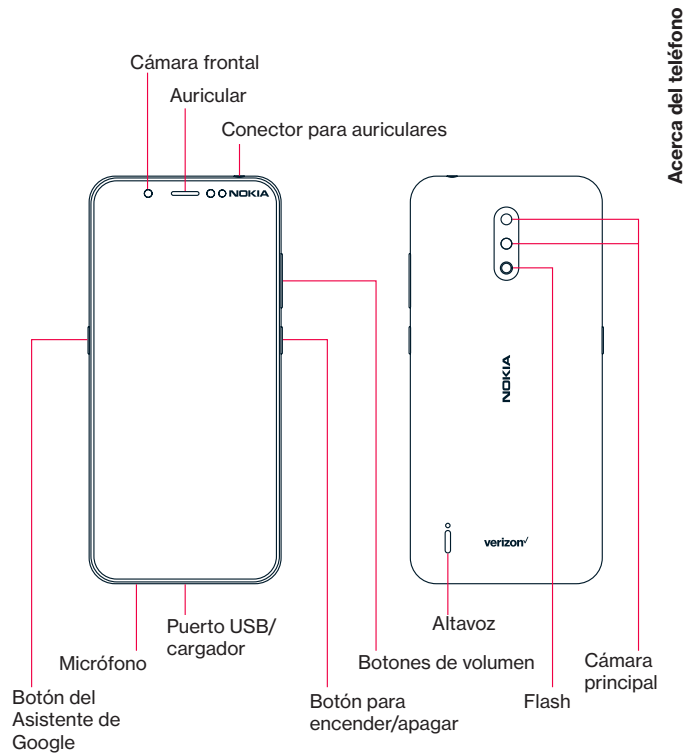 Acerca del teléfono
Cámara frontal
Auricular
Conector para auriculares
NOKIA
NOKIA
verizon✓
Puerto USB/
cargador
Altavoz
Micrófono
Botones de volumen
Cámara
principal
Botón del
Asistente de
Google
Botón para
encender/apagar
Flash